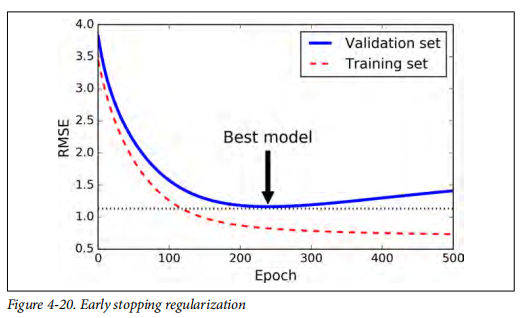 4.0
3.5
3.0
2.5
2.0
1.5
1.0
0.5
RMSE
Validation set
Training set
Best model
0 100 200 300 400 500
Epoch
Figure 4-20. Early stopping regularization